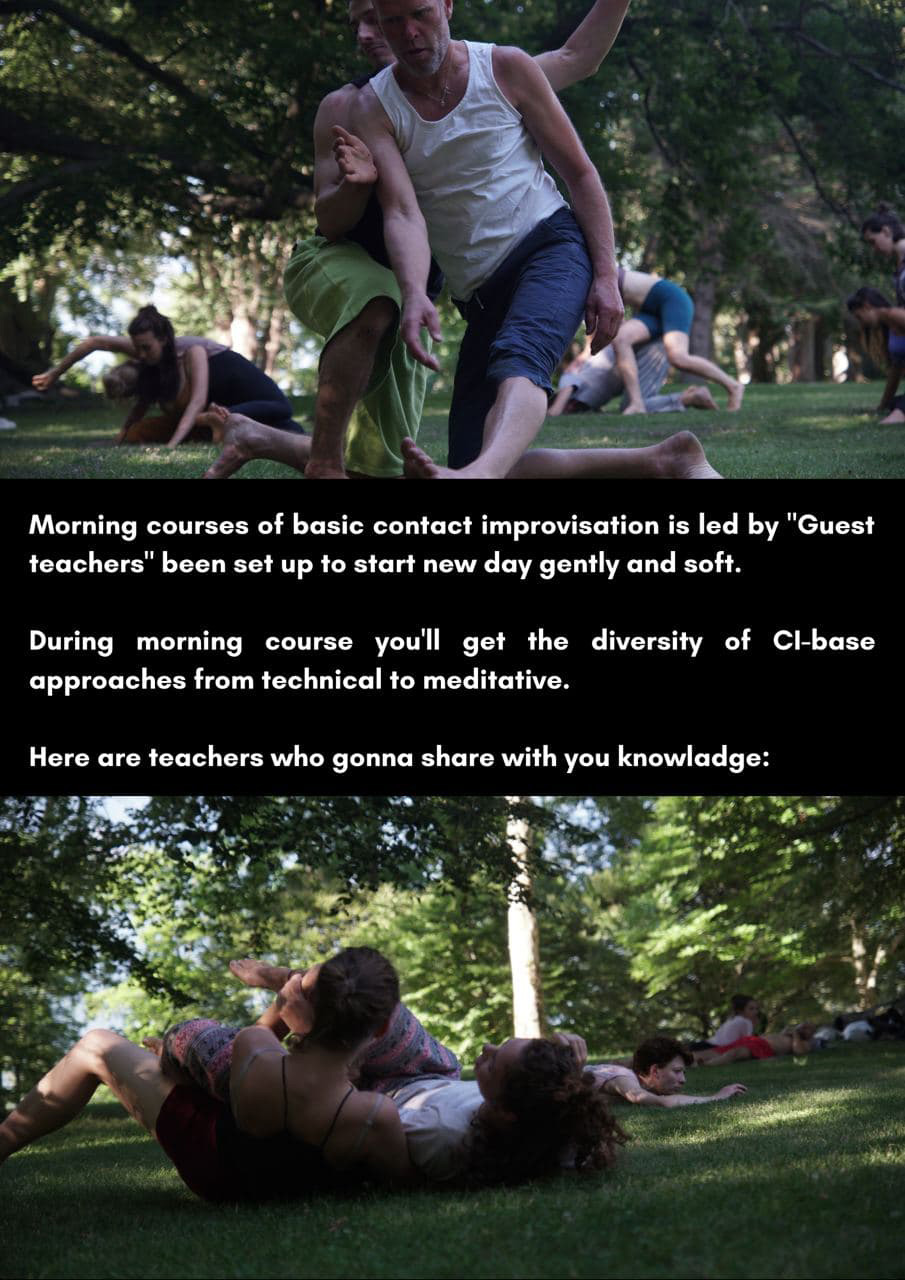 Morning courses of basic contact improvisation is led by "Guest
teachers" been set up to start new day gently and soft.
During morning course you'll get the diversity of CI-base
approaches from technical to meditative.
Here are teachers who gonna share with you knowladge: